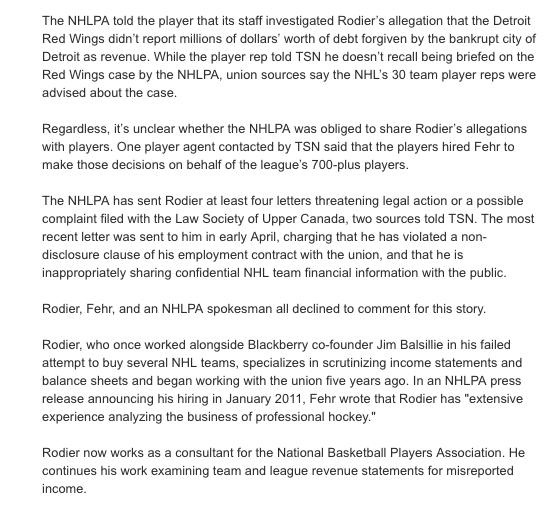 The NHLPA told the player that its staff investigated Rodier’s allegation that the Detroit
Red Wings didn’t report millions of dollars’ worth of debt forgiven by the bankrupt city of
Detroit as revenue. While the player rep told TSN he doesn’t recall being briefed on the
Red Wings case by the NHLPA, union sources say the NHL’s 30 team player reps were
advised about the case.

Regardless, it’s unclear whether the NHLPA was obliged to share Rodier’s allegations
with players. One player agent contacted by TSN said that the players hired Fehr to
make those decisions on behalf of the league’s 700-plus players.

The NHLPA has sent Rodier at least four letters threatening legal action or a possible
complaint filed with the Law Society of Upper Canada, two sources told TSN. The most
recent letter was sent to him in early April, charging that he has violated a non-
disclosure clause of his employment contract with the union, and that he is
inappropriately sharing confidential NHL team financial information with the public.

Rodier, Fehr, and an NHLPA spokesman all declined to comment for this story.

Rodier, who once worked alongside Blackberry co-founder Jim Balsillie in his failed
attempt to buy several NHL teams, specializes in scrutinizing income statements and
balance sheets and began working with the union five years ago. In an NHLPA press
release announcing his hiring in January 2011, Fehr wrote that Rodier has "extensive
experience analyzing the business of professional hockey."

Rodier now works as a consultant for the National Basketball Players Association. He
continues his work examining team and league revenue statements for misreported
income.